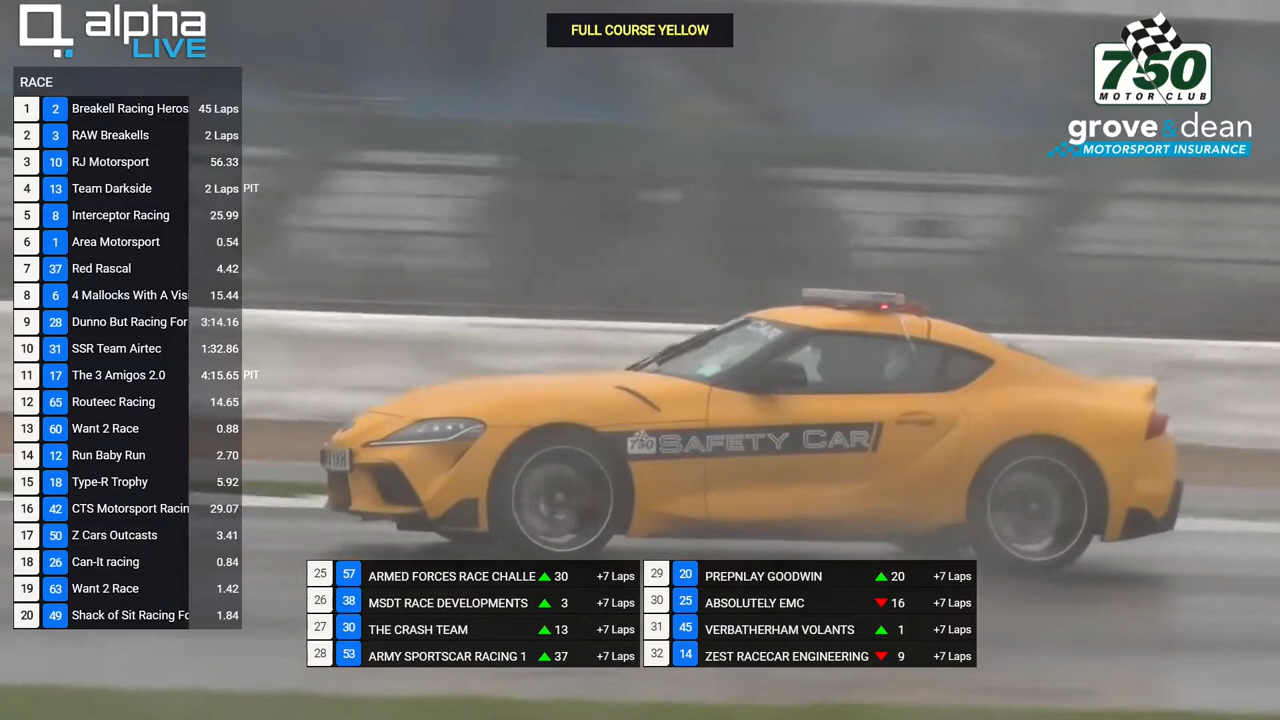 alpha
LIVE
FULL COURSE YELLOW
750
MOTOR CLUB
grove&dean
MOTORSPORT INSURANCE
RACE
1 2 Breakell Racing Heros 45 Laps
2 3 RAW Breakells 2 Laps
3 10 RJ Motorsport 56.33
4 13 Team Darkside 2 Laps PIT
5 8 Interceptor Racing 25.99
6 1 Area Motorsport 0.54
7 37 Red Rascal 4.42
8 6 4 Mallocks With A Visi 15.44
9 28 Dunno But Racing For 3:14.16
10 31 SSR Team Airtec 1:32.86
11 17 The 3 Amigos 2.0 4:15.65 PIT
12 65 Routeec Racing 14.65
13 60 Want 2 Race 0.88
14 12 Run Baby Run 2.70
15 18 Type-R Trophy 5.92
16 42 CTS Motorsport Racin 29.07
17 50 Z Cars Outcasts 3.41
18 26 Can-It racing 0.84
19 63 Want 2 Race 1.42
20 49 Shack of Sit Racing Fo 1.84
750 SAFETY CAR
25 57 ARMED FORCES RACE CHALLE ▲ 30 +7 Laps
26 38 MSDT RACE DEVELOPMENTS ▲ 3 +7 Laps
27 30 THE CRASH TEAM ▲ 13 +7 Laps
28 53 ARMY SPORTSCAR RACING 1 ▲ 37 +7 Laps
29 20 PREPNLAY GOODWIN ▲ 20 +7 Laps
30 25 ABSOLUTELY EMC ▼ 16 +7 Laps
31 45 VERBATHERHAM VOLANTS ▲ 1 +7 Laps
32 14 ZEST RACECAR ENGINEERING ▼ 9 +7 Laps